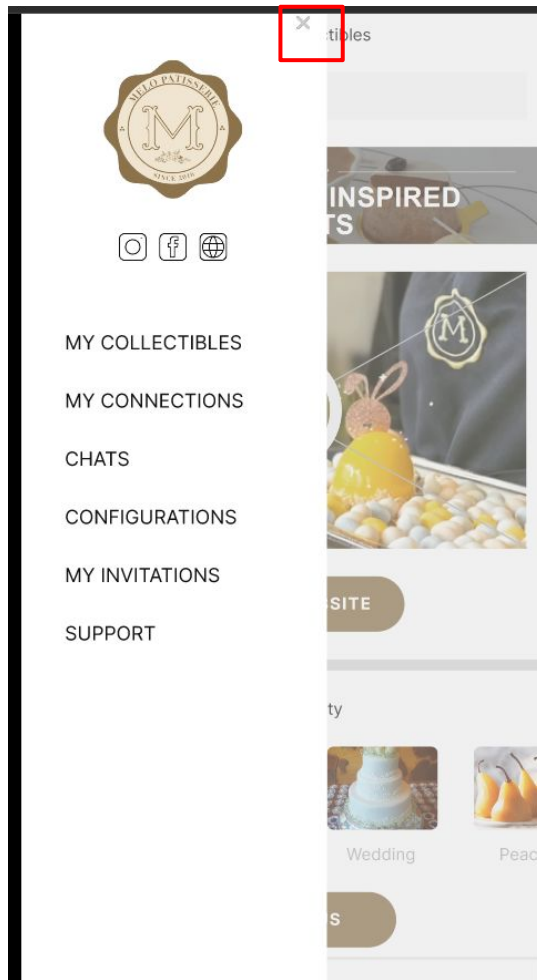 ctibles
MELO PATISSERIE
M
SINCE 2016
INSPIRED
TS
M
MY COLLECTIBLES
MY CONNECTIONS
CHATS
CONFIGURATIONS
MY INVITATIONS
SUPPORT
SITE
ty
Wedding
Peac
S